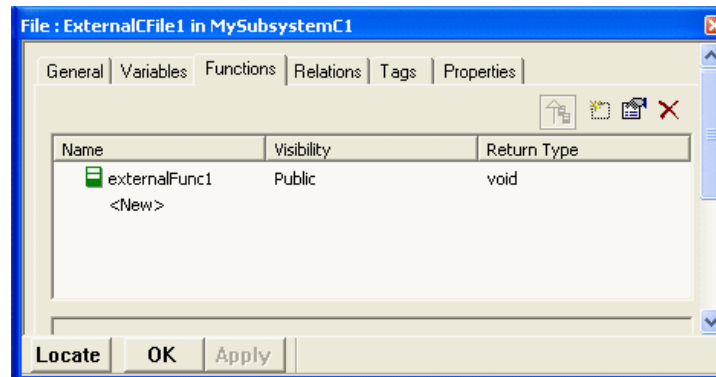 File : ExternalCFile1 in MySubsystemC1
General Variables Functions Relations Tags Properties
Name Visibility Return Type
externalFunc1 Public void
<New>
Locate OK Apply